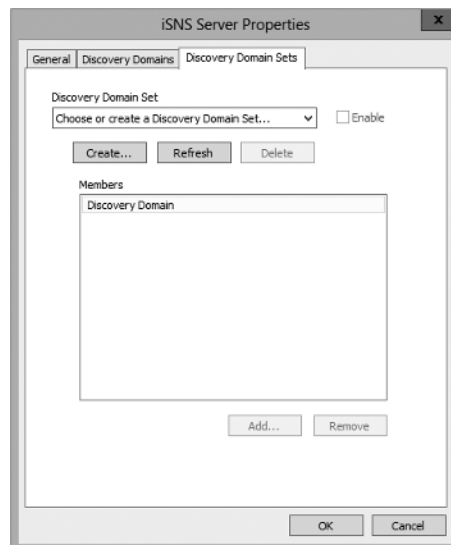 iSNS Server Properties
x
General Discovery Domains Discovery Domain Sets
Discovery Domain Set
Choose or create a Discovery Domain Set... Enable
Create... Refresh Delete
Members
Discovery Domain
Add... Remove
OK Cancel